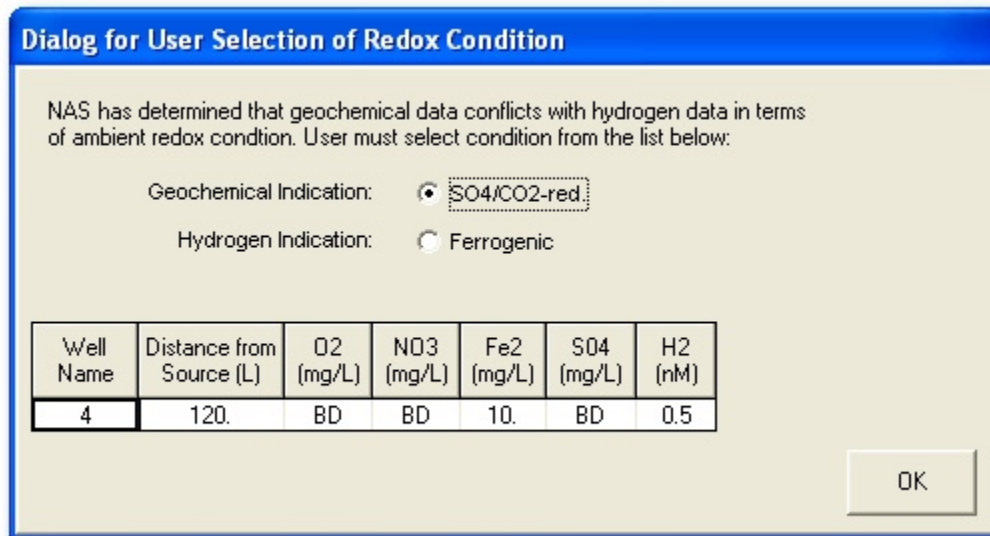 Dialog for User Selection of Redox Condition
NAS has determined that geochemical data conflicts with hydrogen data in terms
of ambient redox condtion. User must select condition from the list below:
Geochemical Indication: SO4/CO2-red.
Hydrogen Indication: Ferrogenic
Well Name Distance from Source (L) O2 (mg/L) NO3 (mg/L) Fe2 (mg/L) SO4 (mg/L) H2 (nM)
4 120. BD BD 10. BD 0.5
OK